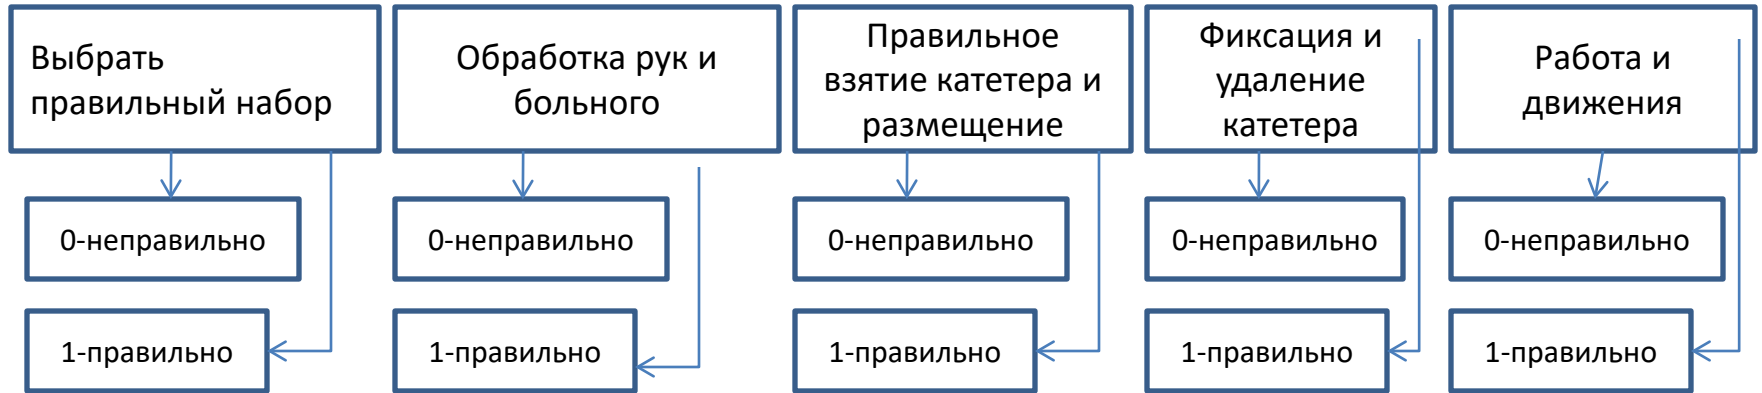 Выбрать
правильный набор
Обработка рук и
больного
Правильное
взятие катетера и
размещение
Фиксация и
удаление
катетера
Работа и
движения
0-неправильно
0-неправильно
0-неправильно
0-неправильно
0-неправильно
1-правильно
1-правильно
1-правильно
1-правильно
1-правильно